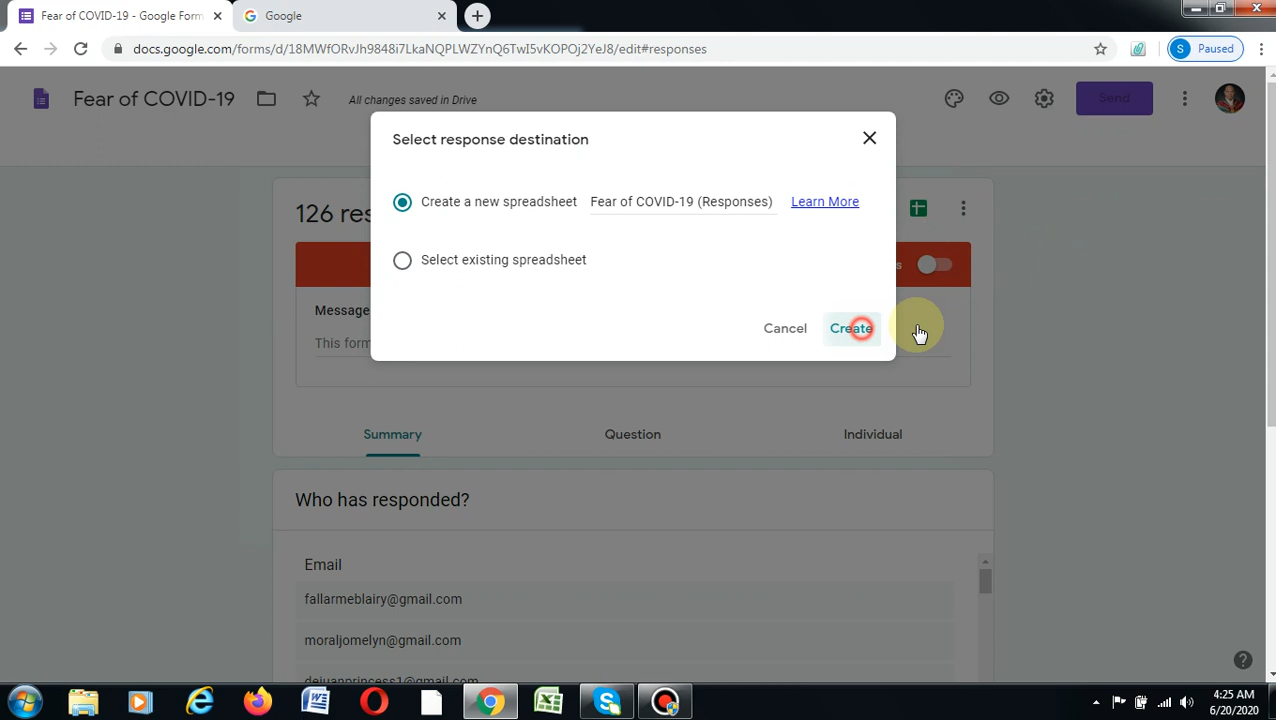 Fear of COVID-19 - Google Form
Google
docs.google.com/forms/d/18MWfORvJh9848i7LkaNQPLWZYnQ6TwI5vKOPOj2YeJ8/edit#responses
S Paused
Fear of COVID-19
All changes saved in Drive
Send
Select response destination
Create a new spreadsheet Fear of COVID-19 (Responses) Learn More
126 res
Select existing spreadsheet
s
Message
Cancel Create
This form
Summary Question Individual
Who has responded?
Email
fallarmeblairy@gmail.com
moraljomelyn@gmail.com
dejuanprincess1@gmail.com
4:25 AM
6/20/2020